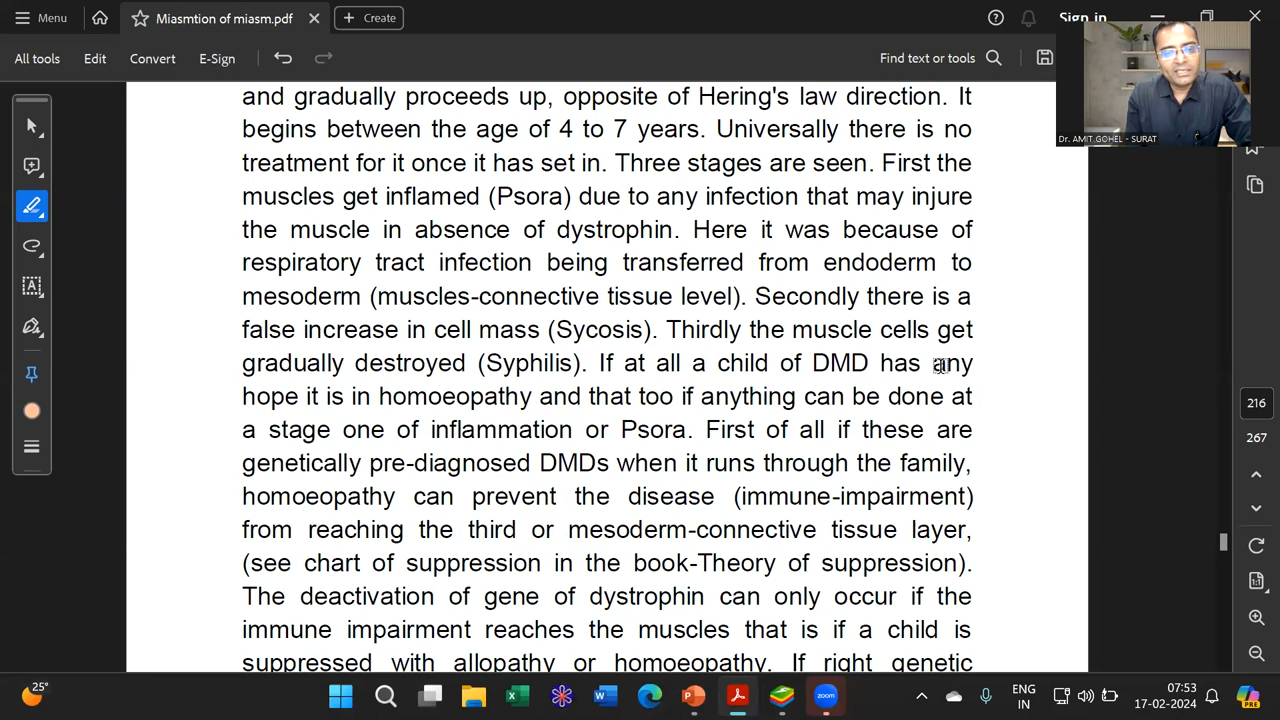 Menu
Miasmtion of miasm.pdf
Create
Sign in
All tools
Edit
Convert
E-Sign
Find text or tools
Dr. AMIT GOHEL - SURAT
and gradually proceeds up, opposite of Hering's law direction. It
begins between the age of 4 to 7 years. Universally there is no
treatment for it once it has set in. Three stages are seen. First the
muscles get inflamed (Psora) due to any infection that may injure
the muscle in absence of dystrophin. Here it was because of
respiratory tract infection being transferred from endoderm to
mesoderm (muscles-connective tissue level). Secondly there is a
false increase in cell mass (Sycosis). Thirdly the muscle cells get
gradually destroyed (Syphilis). If at all a child of DMD has any
hope it is in homoeopathy and that too if anything can be done at
a stage one of inflammation or Psora. First of all if these are
genetically pre-diagnosed DMDs when it runs through the family,
homoeopathy can prevent the disease (immune-impairment)
from reaching the third or mesoderm-connective tissue layer,
(see chart of suppression in the book-Theory of suppression).
The deactivation of gene of dystrophin can only occur if the
immune impairment reaches the muscles that is if a child is
suppressed with allopathy or homoeopathy. If right genetic
216
267
1:1
25°
zoom
ENG
IN
07:53
17-02-2024
PRE